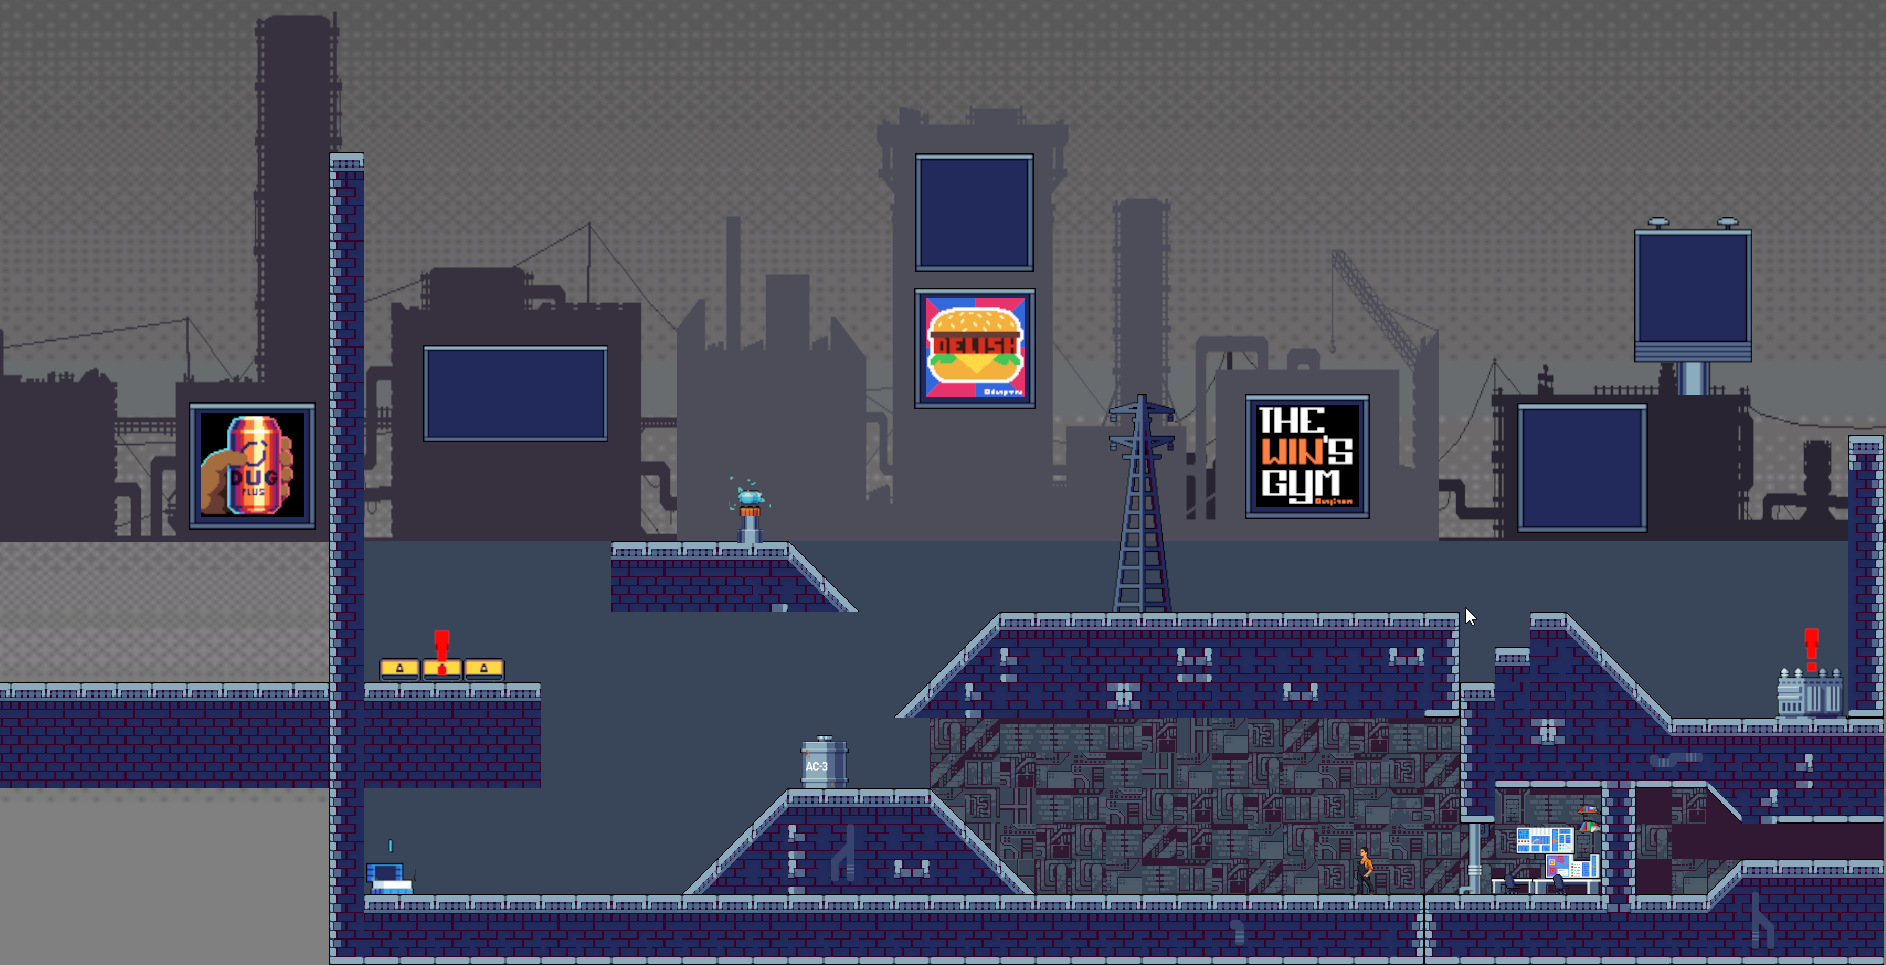 DELISH
THE
WIN'S
GYM
DUG
PLUS
AC-3